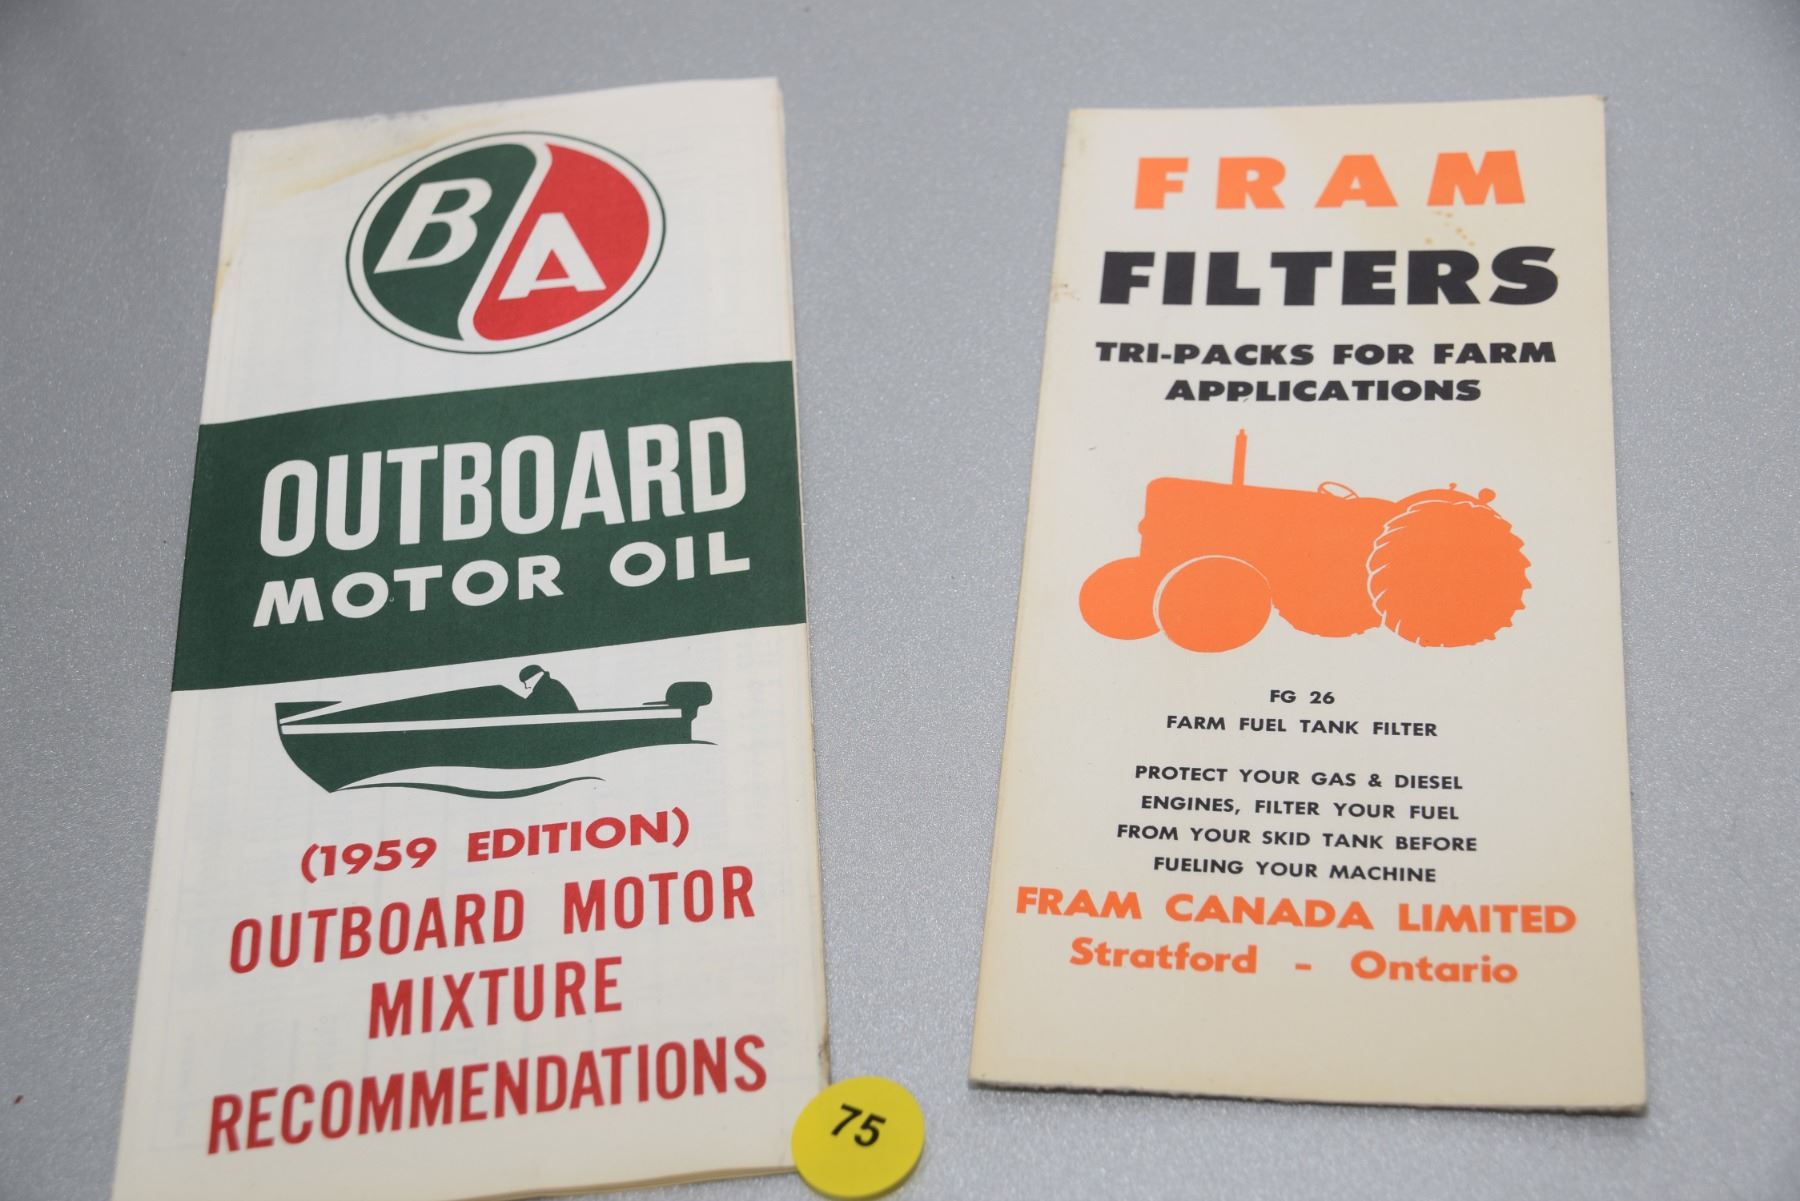 BA
OUTBOARD
MOTOR OIL
(1959 EDITION)
OUTBOARD MOTOR
MIXTURE
RECOMMENDATIONS
75
FRAM
FILTERS
TRI-PACKS FOR FARM
APPLICATIONS
FG 26
FARM FUEL TANK FILTER
PROTECT YOUR GAS & DIESEL
ENGINES, FILTER YOUR FUEL
FROM YOUR SKID TANK BEFORE
FUELING YOUR MACHINE
FRAM CANADA LIMITED
Stratford - Ontario